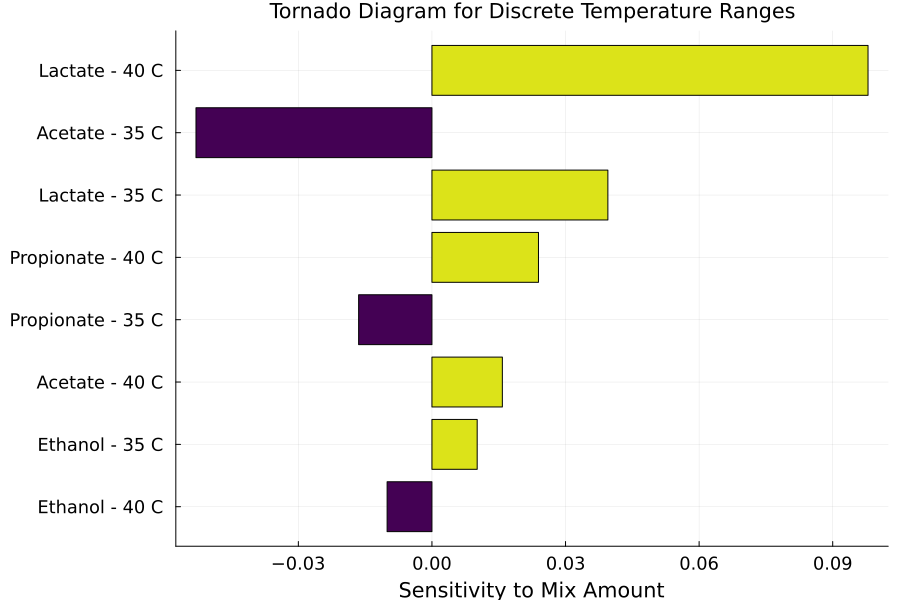 Tornado Diagram for Discrete Temperature Ranges
Lactate - 40 C
Acetate - 35 C
Lactate - 35 C
Propionate - 40 C
Propionate - 35 C
Acetate - 40 C
Ethanol - 35 C
Ethanol - 40 C
−0.03 0.00 0.03 0.06 0.09
Sensitivity to Mix Amount